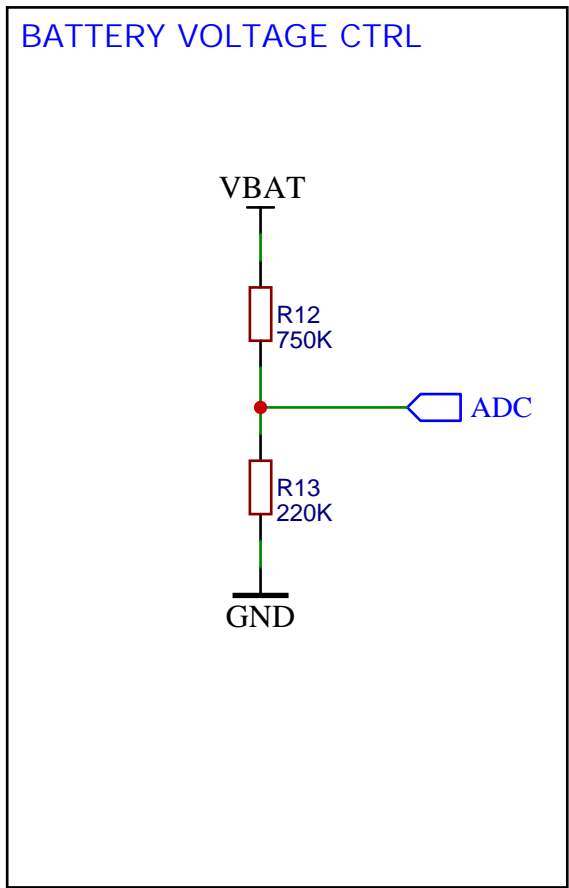 BATTERY VOLTAGE CTRL
VBAT
R12
750K
ADC
R13
220K
GND